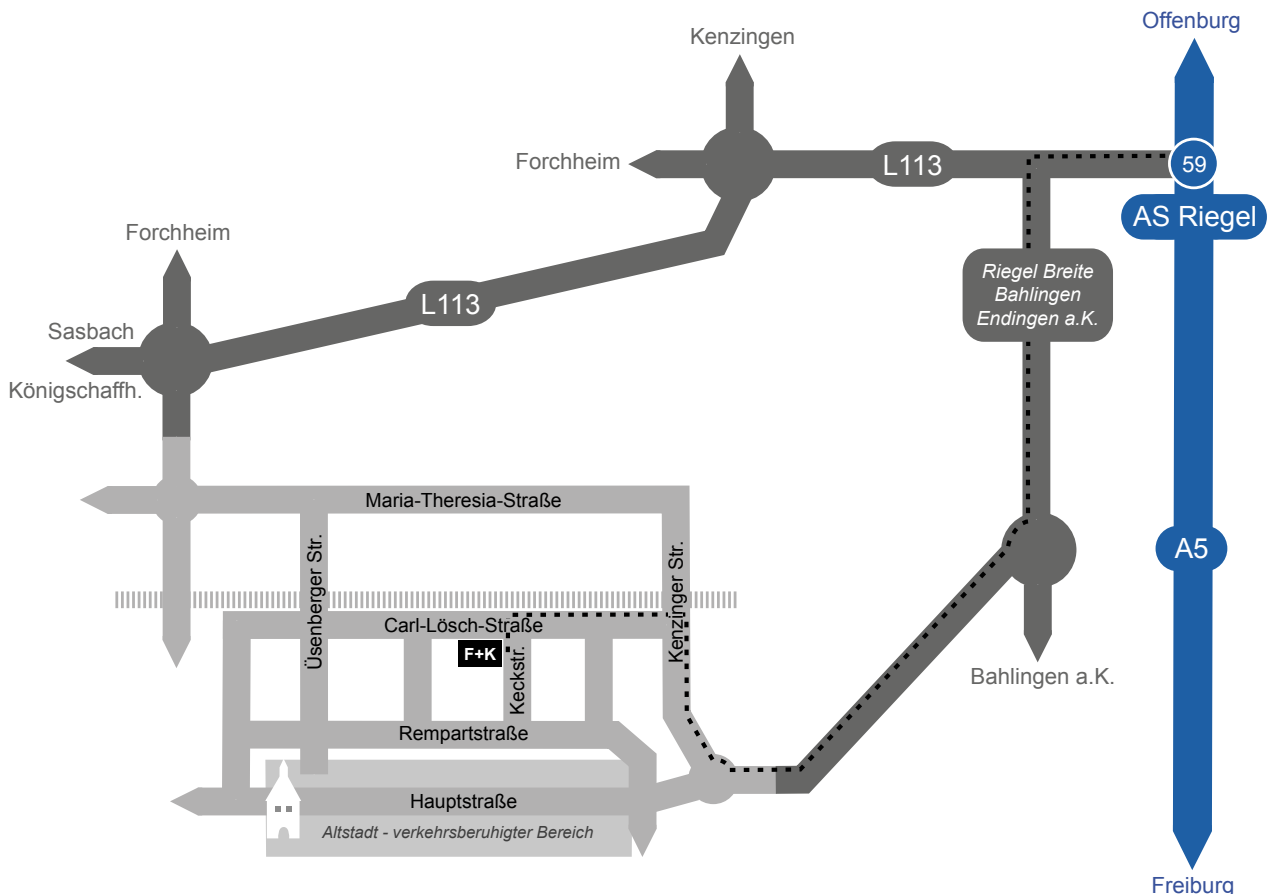 Offenburg
Kenzingen
Forchheim
L113
59
AS Riegel
Forchheim
Riegel Breite
Bahlingen
Endingen a.K.
L113
Sasbach
Königschaffh.
Maria-Theresia-Straße
Üsenberger Str.
Kenzinger Str.
A5
Carl-Lösch-Straße
F+K
Keckstr.
Bahlingen a.K.
Rempartstraße
Hauptstraße
Altstadt - verkehrsberuhigter Bereich
Freiburg